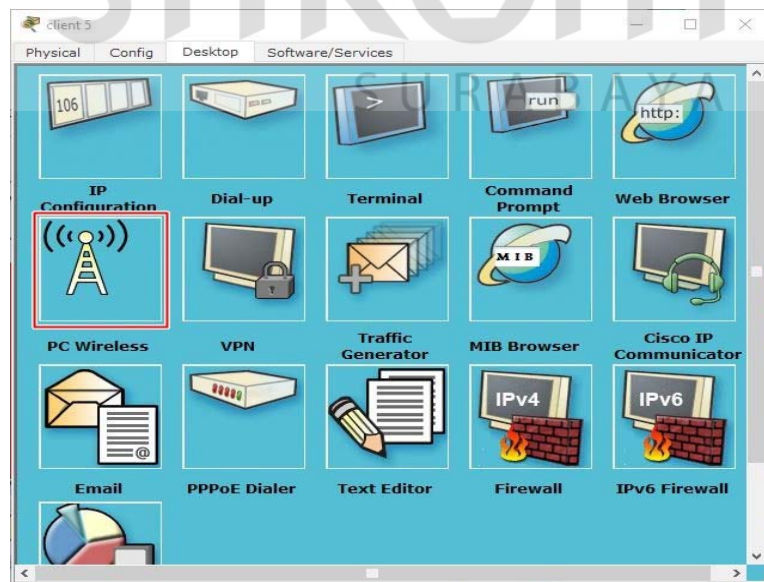 client 5
Physical Config Desktop Software/Services
SURABAYA
106
>
run
http:
IP Configuration
Dial-up
Terminal
Command Prompt
Web Browser
MIB
PC Wireless
VPN
Traffic Generator
MIB Browser
Cisco IP Communicator
@
IPv4
IPv6
Email
PPPoE Dialer
Text Editor
Firewall
IPv6 Firewall